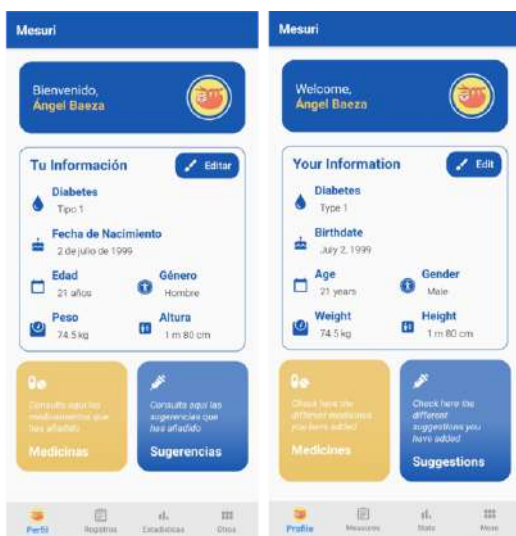 Mesuri
Bienvenido,
Ángel Baeza
Tu Información
Editar
Diabetes
Tipo 1
Fecha de Nacimiento
2 de julio de 1999
Edad
21 años
Género
Hombre
Peso
74.5 kg
Altura
1 m 80 cm
Consulta aquí los
medicamentos que
has añadido
Medicinas
Consulta aquí las
sugerencias que
has añadido
Sugerencias
Perfil
Registros
Estadísticas
Otros
Mesuri
Welcome,
Ángel Baeza
Your Information
Edit
Diabetes
Type 1
Birthdate
July 2, 1999
Age
21 years
Gender
Male
Weight
74.5 kg
Height
1 m 80 cm
Check here the
different medicines
you have added
Medicines
Check here the
different
suggestions you
have added
Suggestions
Profile
Measures
Stats
More